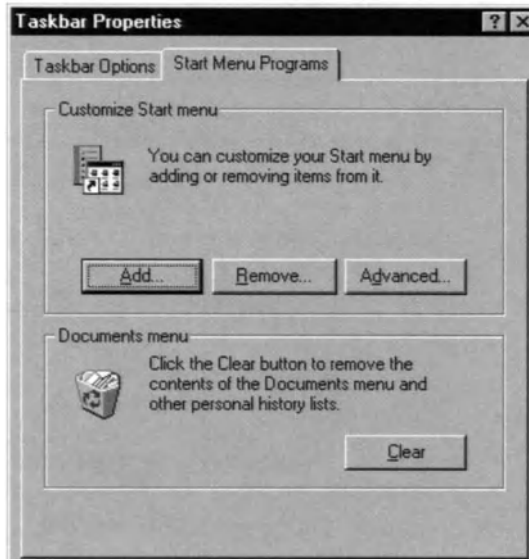 Taskbar Properties
Taskbar Options Start Menu Programs
Customize Start menu
You can customize your Start menu by
adding or removing items from it.
Add... Remove... Advanced...
Documents menu
Click the Clear button to remove the
contents of the Documents menu and
other personal history lists.
Clear